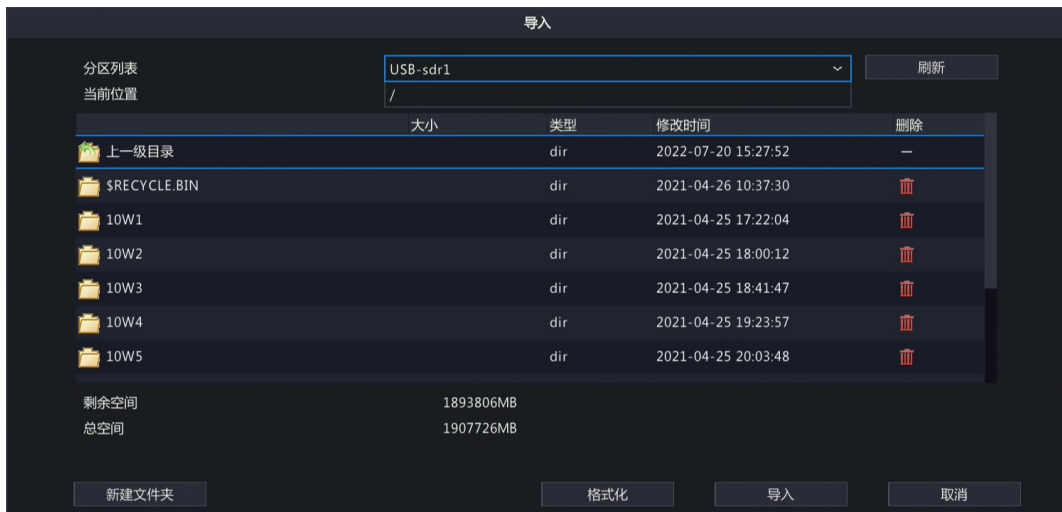 导入
分区列表 USB-sdr1 刷新
当前位置 /
大小 类型 修改时间 删除
上一级目录 dir 2022-07-20 15:27:52 —
$RECYCLE.BIN dir 2021-04-26 10:37:30
10W1 dir 2021-04-25 17:22:04
10W2 dir 2021-04-25 18:00:12
10W3 dir 2021-04-25 18:41:47
10W4 dir 2021-04-25 19:23:57
10W5 dir 2021-04-25 20:03:48
剩余空间 1893806MB
总空间 1907726MB
新建文件夹 格式化 导入 取消